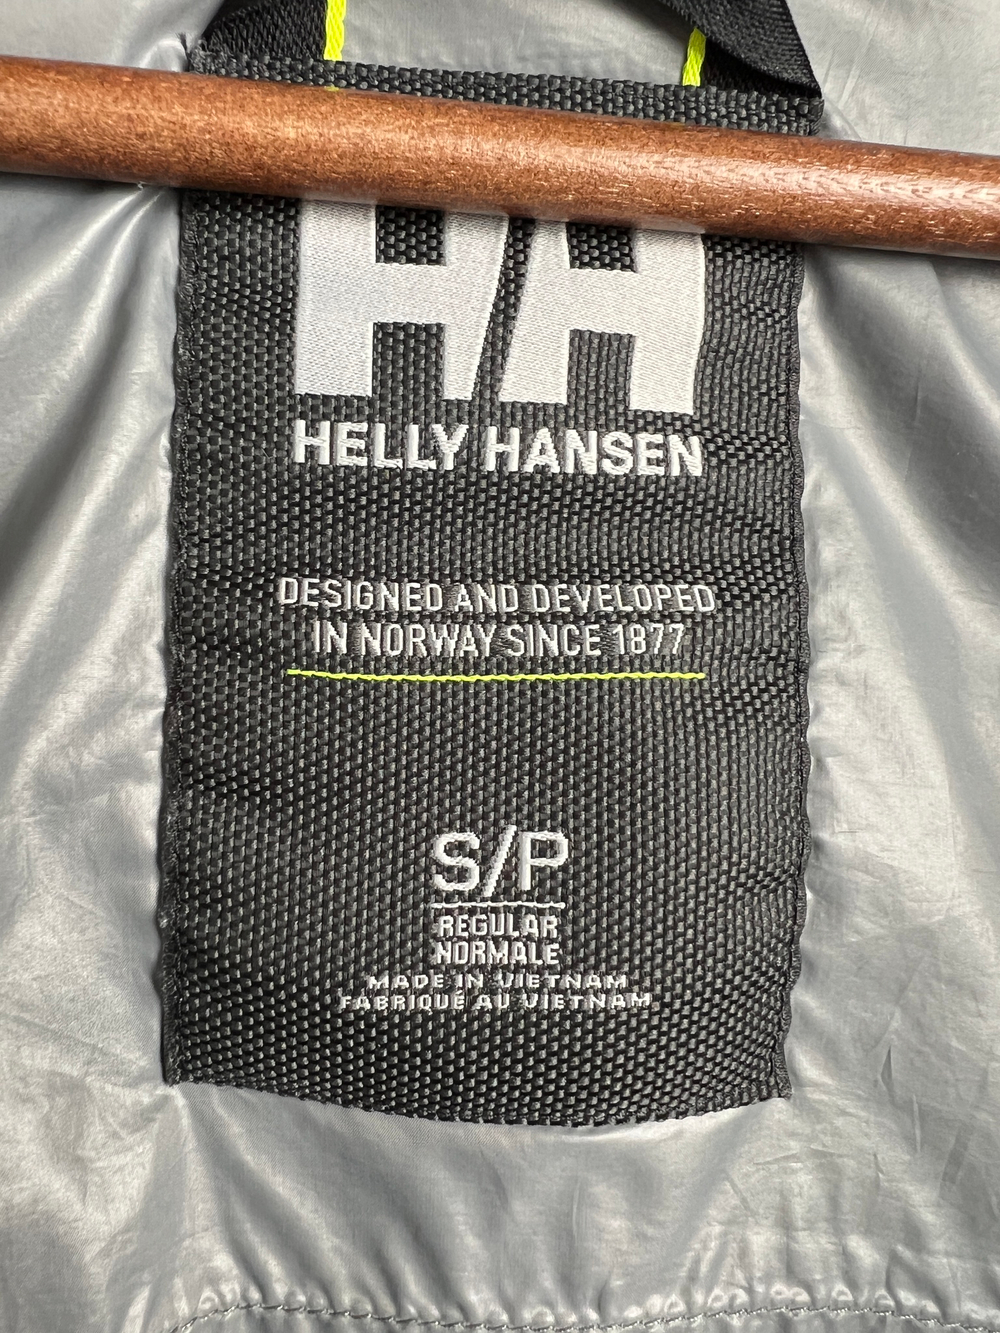 HH
HELLY HANSEN
DESIGNED AND DEVELOPED
IN NORWAY SINCE 1877
S/P
REGULAR
NORMALE
MADE IN VIETNAM
FABRIQUÉ AU VIETNAM